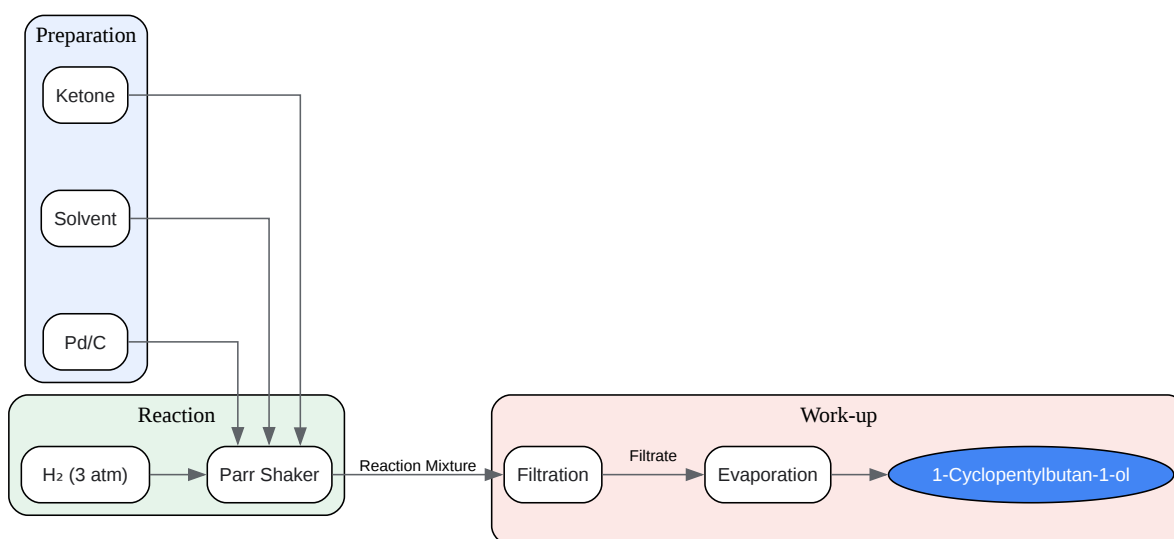 Preparation
Ketone
Solvent
Pd/C
Reaction
H₂ (3 atm)
Parr Shaker
Reaction Mixture
Work-up
Filtration
Filtrate
Evaporation
1-Cyclopentylbutan-1-ol